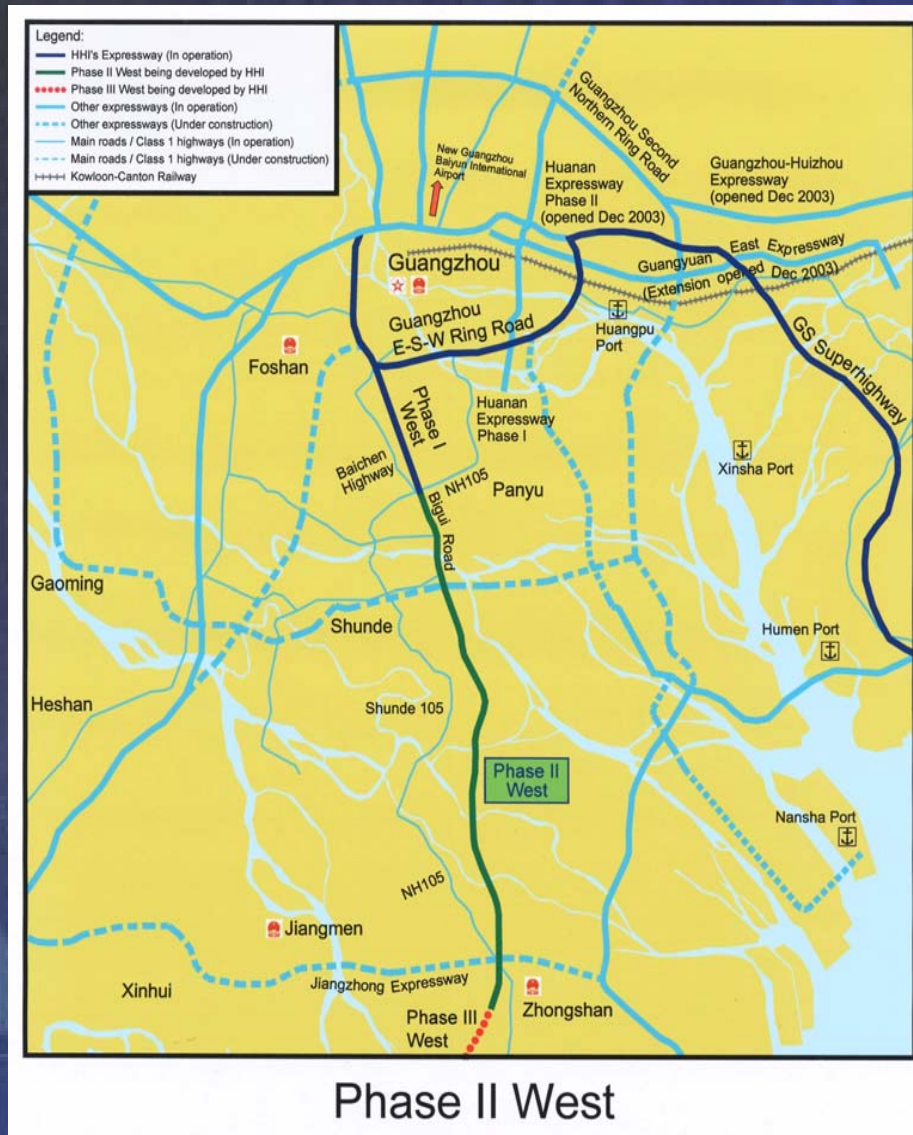 Legend:
HHI's Expressway (In operation)
Phase II West being developed by HHI
Phase III West being developed by HHI
Other expressways (In operation)
Other expressways (Under construction)
Main roads / Class 1 highways (In operation)
Main roads / Class 1 highways (Under construction)
Kowloon-Canton Railway
Guangzhou Second
Northern Ring Road
New Guangzhou
Baiyun International
Airport
Huanan
Expressway
Phase II
(opened Dec 2003)
Guangzhou-Huizhou
Expressway
(opened Dec 2003)
Guangyuan East Expressway
(Extension opened Dec 2003)
Guangzhou
Guangzhou
E-S-W Ring Road
Huangpu
Port
GS Superhighway
Foshan
Phase I
West
Huanan
Expressway
Phase I
Baichen
Highway
NH105
Panyu
Xinsha Port
Bigui Road
Gaoming
Shunde
Humen Port
Heshan
Shunde 105
Phase II
West
Nansha Port
NH105
Jiangmen
Jiangzhong Expressway
Xinhui
Zhongshan
Phase III
West
Phase II West